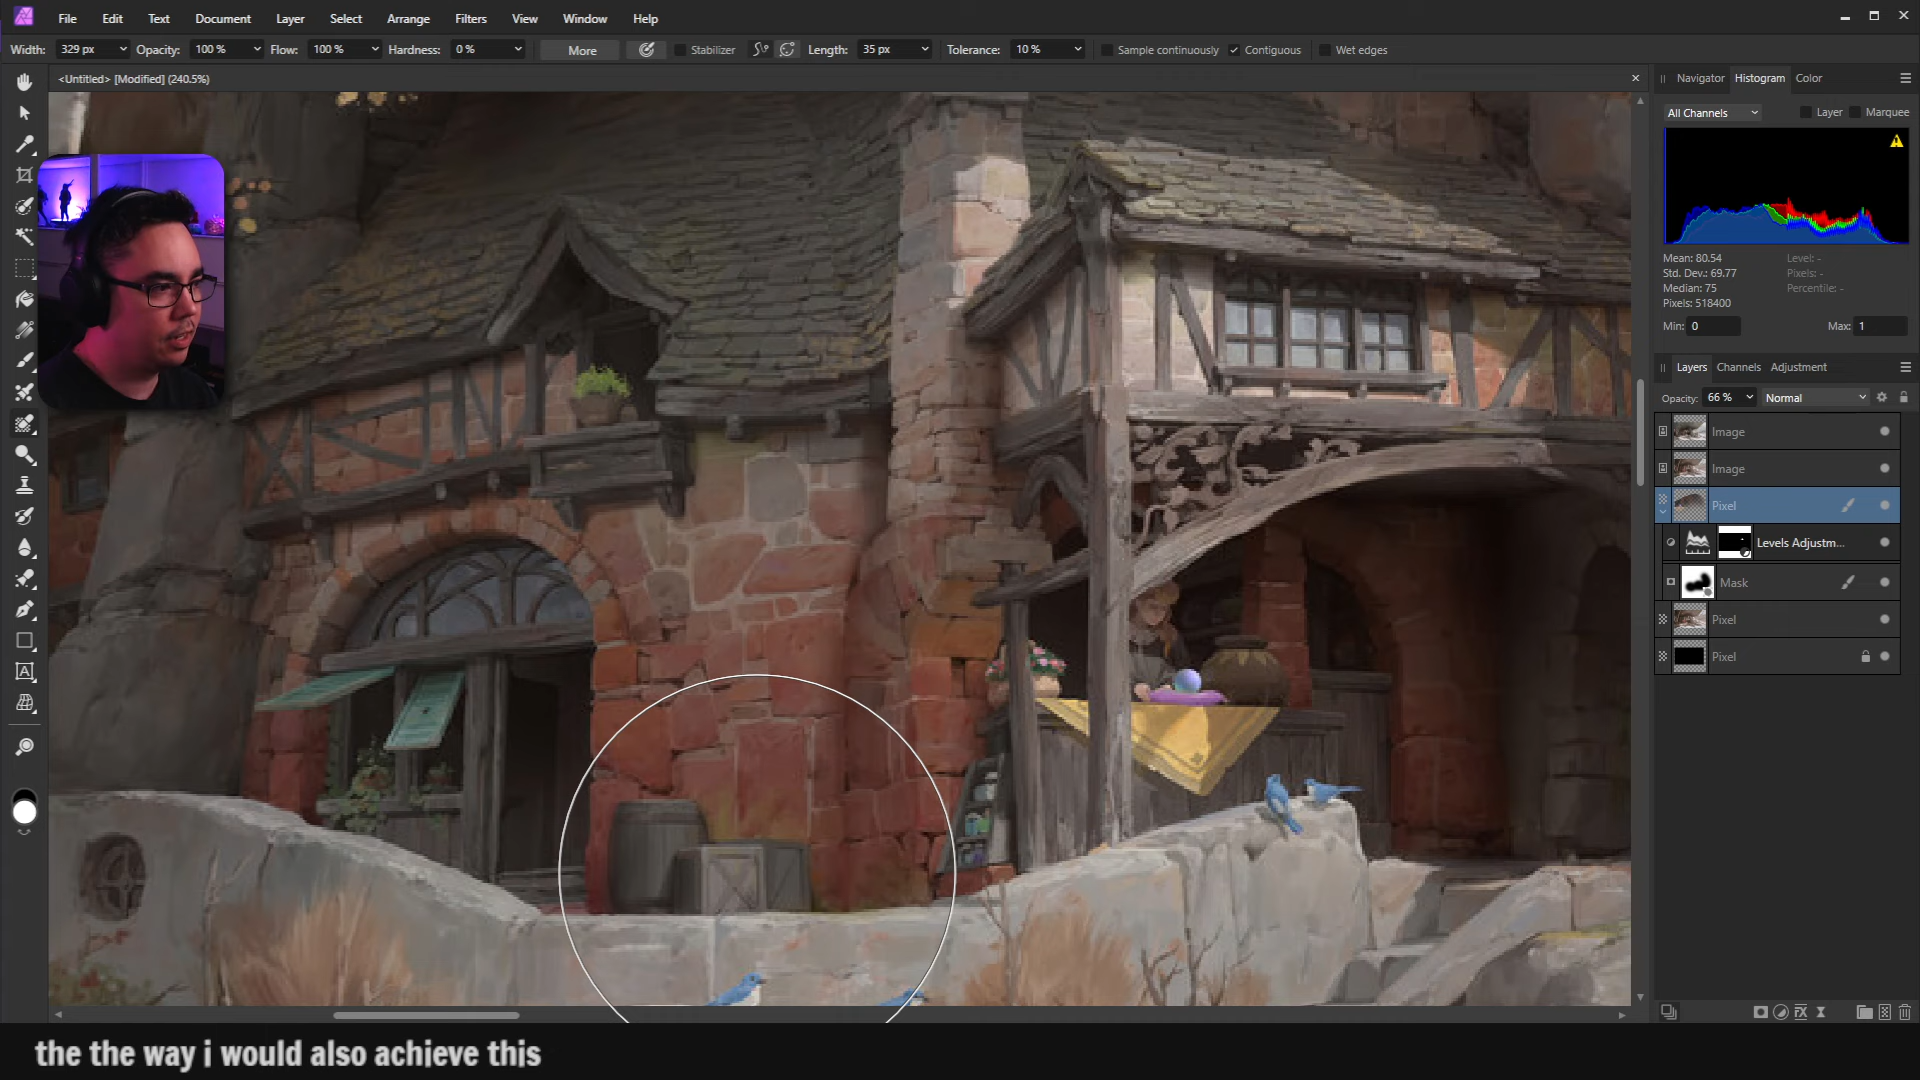 File Edit Text Document Layer Select Arrange Filters View Window Help
Width: 329 px Opacity: 100 % Flow: 100 % Hardness: 0 % More Stabilizer Length: 35 px Tolerance: 10 % Sample continuously Contiguous Wet edges
<Untitled> [Modified] (240.5%)
Navigator Histogram Color
All Channels Layer Marquee
Mean: 80.54 Level: -
Std. Dev.: 69.77 Pixels: -
Median: 75 Percentile: -
Pixels: 518400
Min: 0 Max: 1
Layers Channels Adjustment
Opacity: 66 % Normal
Image
Image
Pixel
Levels Adjustm...
Mask
Pixel
Pixel
the the way i would also achieve this